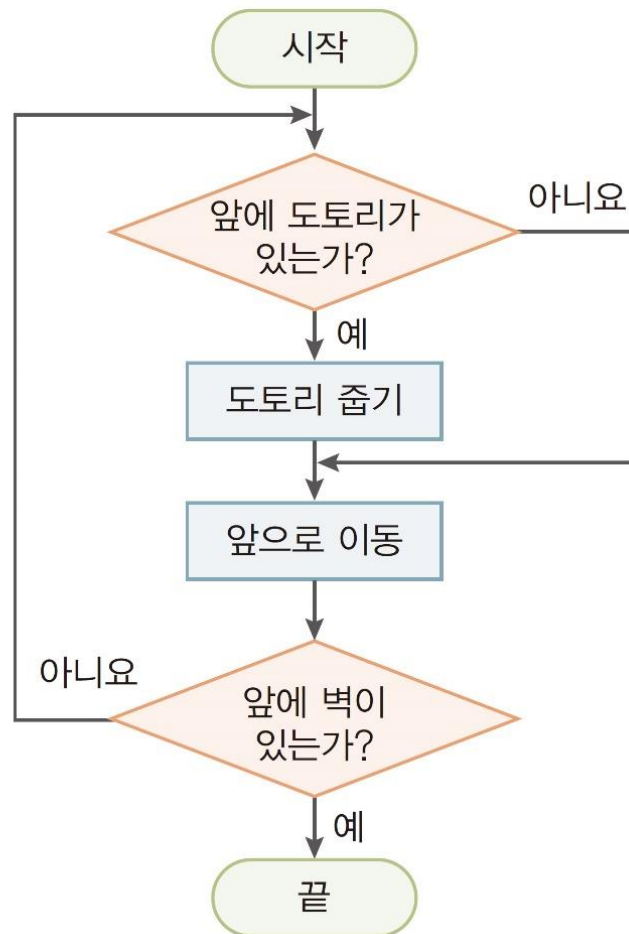 시작
앞에 도토리가
있는가?
아니요
예
도토리 줍기
앞으로 이동
아니요
앞에 벽이
있는가?
예
끝